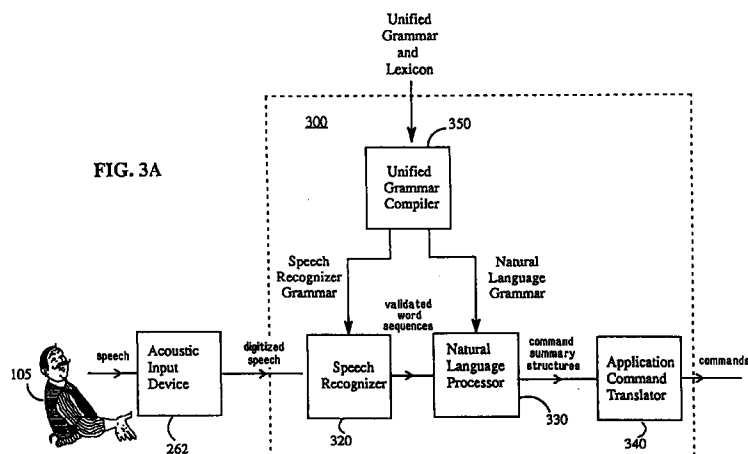 Unified
Grammar
and
Lexicon
300
350
FIG. 3A
Unified
Grammar
Compiler
Speech
Recognizer
Grammar
Natural
Language
Grammar
validated
word
sequences
105
speech
Acoustic
Input
Device
262
digitized
speech
Speech
Recognizer
320
Natural
Language
Processor
330
command
summary
structures
Application
Command
Translator
340
commands